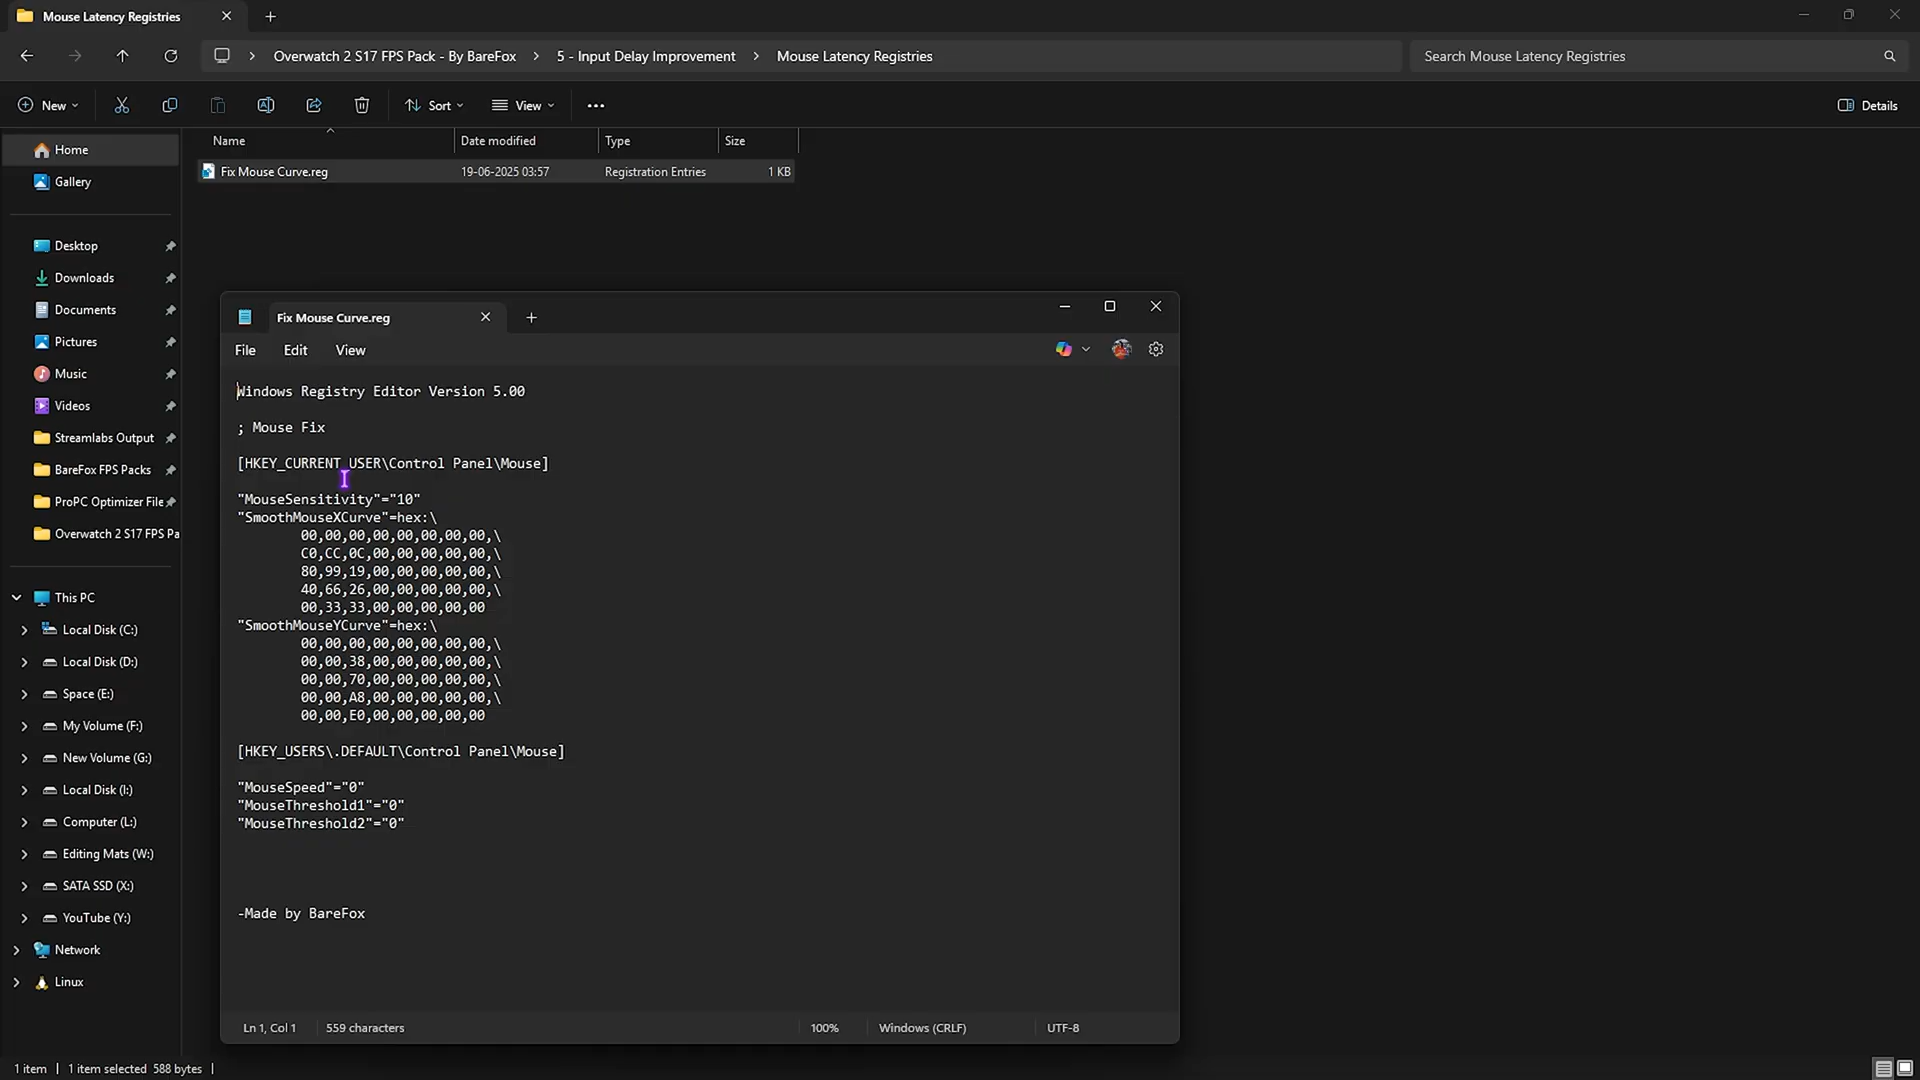 Mouse Latency Registries
Overwatch 2 S17 FPS Pack - By BareFox
5 - Input Delay Improvement
Mouse Latency Registries
Search Mouse Latency Registries
New
Sort
View
Details
Name
Date modified
Type
Size
Fix Mouse Curve.reg
19-06-2025 03:57
Registration Entries
1 KB
Home
Gallery
Desktop
Downloads
Documents
Pictures
Music
Videos
Streamlabs Output
BareFox FPS Packs
ProPC Optimizer File
Overwatch 2 S17 FPS Pa
This PC
Local Disk (C:)
Local Disk (D:)
Space (E:)
My Volume (F:)
New Volume (G:)
Local Disk (I:)
Computer (L:)
Editing Mats (W:)
SATA SSD (X:)
YouTube (Y:)
Network
Linux
Fix Mouse Curve.reg
File
Edit
View
Windows Registry Editor Version 5.00
; Mouse Fix
[HKEY_CURRENT_USER\Control Panel\Mouse]
"MouseSensitivity"="10"
"SmoothMouseXCurve"=hex:\
00,00,00,00,00,00,00,00,\
C0,CC,0C,00,00,00,00,00,\
80,99,19,00,00,00,00,00,\
40,66,26,00,00,00,00,00,\
00,33,33,00,00,00,00,00
"SmoothMouseYCurve"=hex:\
00,00,00,00,00,00,00,00,\
00,00,38,00,00,00,00,00,\
00,00,70,00,00,00,00,00,\
00,00,A8,00,00,00,00,00,\
00,00,E0,00,00,00,00,00
[HKEY_USERS\.DEFAULT\Control Panel\Mouse]
"MouseSpeed"="0"
"MouseThreshold1"="0"
"MouseThreshold2"="0"
-Made by BareFox
Ln 1, Col 1
559 characters
100%
Windows (CRLF)
UTF-8
1 item
1 item selected 588 bytes